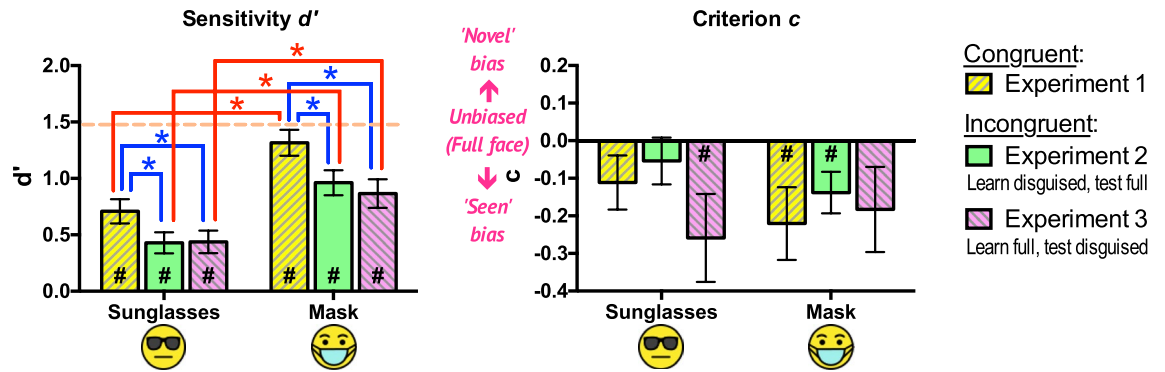 Sensitivity d'
d'
2.0
1.5
1.0
0.5
0.0
*
*
*
*
*
*
*
# # # # # #
Sunglasses Mask
'Novel'
bias
Unbiased
(Full face)
'Seen'
bias
Criterion c
c
0.2
0.1
0.0
-0.1
-0.2
-0.3
-0.4
# # #
Sunglasses Mask
Congruent:
Experiment 1
Incongruent:
Experiment 2
Learn disguised, test full
Experiment 3
Learn full, test disguised